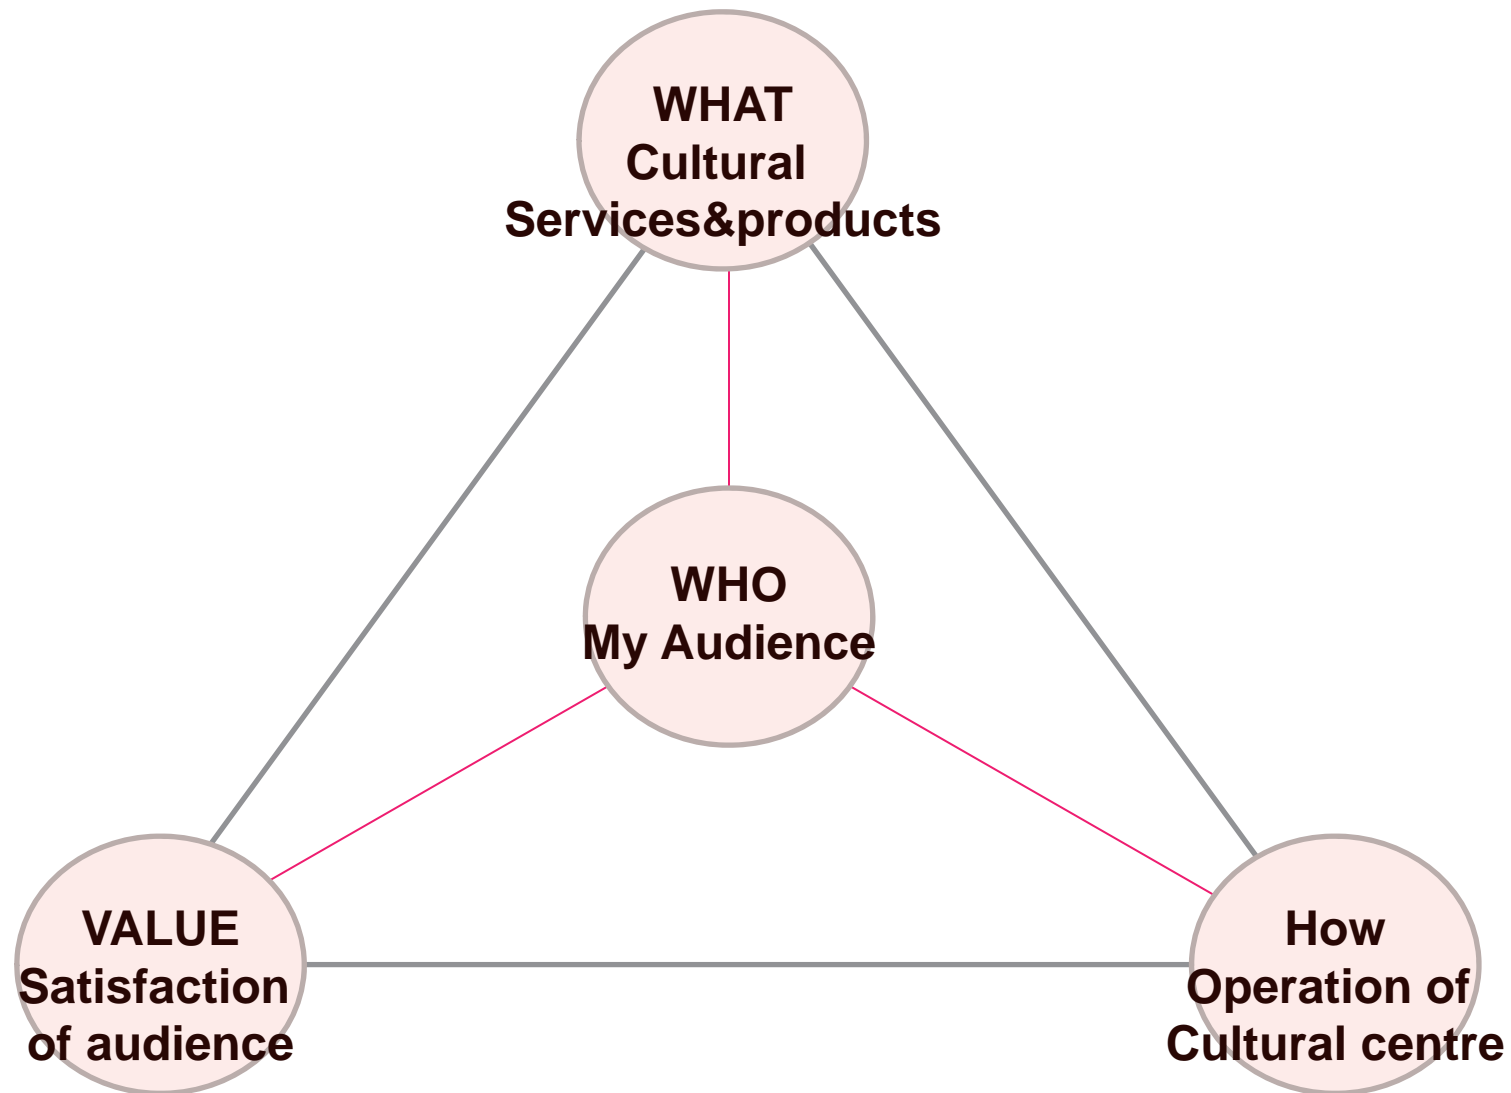 WHAT
Cultural
Services&products
WHO
My Audience
VALUE
Satisfaction
of audience
How
Operation of
Cultural centre